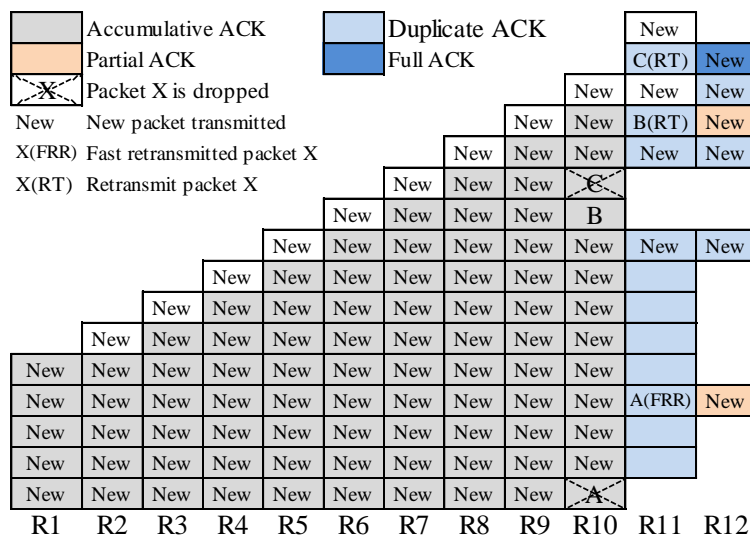 Accumulative ACK Duplicate ACK New
Partial ACK Full ACK C(RT) New
X Packet X is dropped New New New
New New packet transmitted New New B(RT) New
X(FRR) Fast retransmitted packet X New New New New New
X(RT) Retransmit packet X New New New C
New New New New B
New New New New New New New New
New New New New New New New
New New New New New New New New
New New New New New New New New New
New New New New New New New New New New
New New New New New New New New New New A(FRR) New
New New New New New New New New New New
New New New New New New New New New New
New New New New New New New New New A
R1 R2 R3 R4 R5 R6 R7 R8 R9 R10 R11 R12